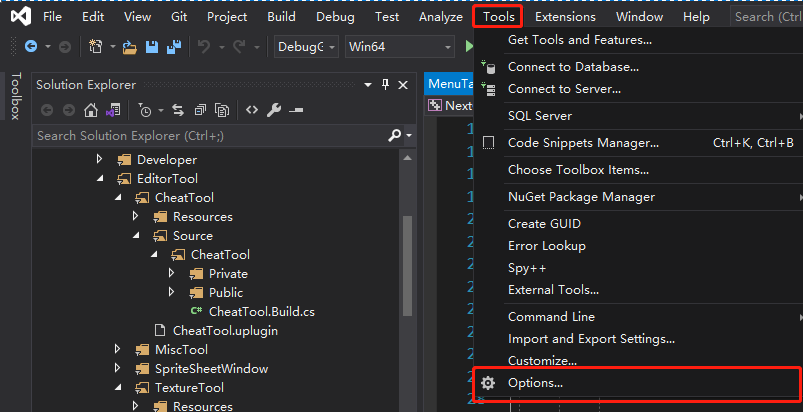 File Edit View Git Project Build Debug Test Analyze Tools Extensions Window Help Search (Ctrl
DebugG Win64
Toolbox
Solution Explorer
Search Solution Explorer (Ctrl+;)
Developer
EditorTool
CheatTool
Resources
Source
CheatTool
Private
Public
C# CheatTool.Build.cs
CheatTool.uplugin
MiscTool
SpriteSheetWindow
TextureTool
Resources
MenuTa
Next
Get Tools and Features...
Connect to Database...
Connect to Server...
SQL Server
Code Snippets Manager... Ctrl+K, Ctrl+B
Choose Toolbox Items...
NuGet Package Manager
Create GUID
Error Lookup
Spy++
External Tools...
Command Line
Import and Export Settings...
Customize...
Options...